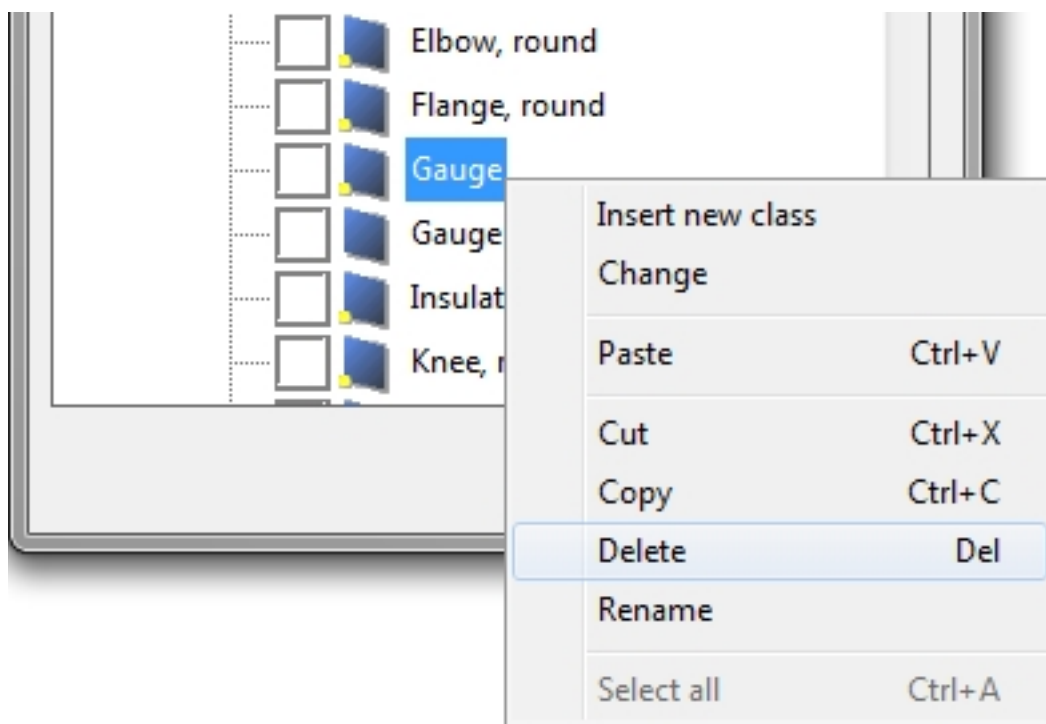 Elbow, round
Flange, round
Gauge
Gauge
Insulat
Knee, r
Insert new class
Change
Paste Ctrl+V
Cut Ctrl+X
Copy Ctrl+C
Delete Del
Rename
Select all Ctrl+A